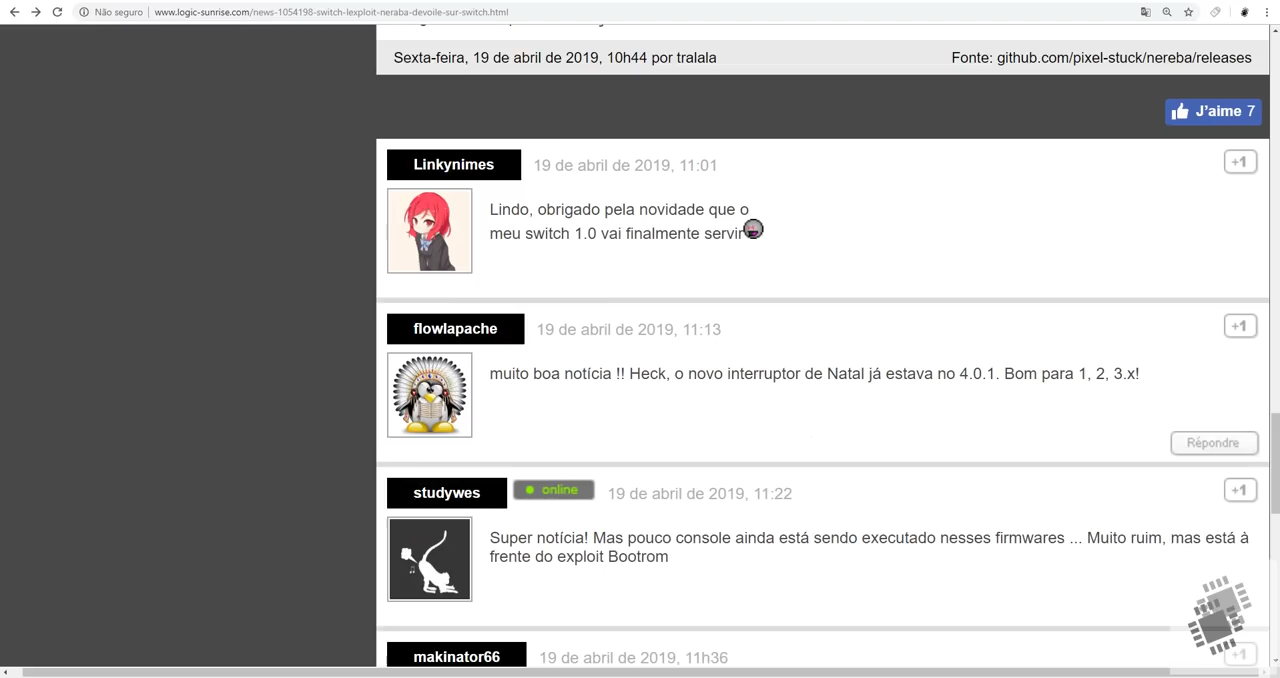 Não seguro
www.logic-sunrise.com/news-1054198-switch-lexploit-neraba-devoile-sur-switch.html
Sexta-feira, 19 de abril de 2019, 10h44 por tralala
Fonte: github.com/pixel-stuck/nereba/releases
J'aime 7
Linkynimes
19 de abril de 2019, 11:01
+1
Lindo, obrigado pela novidade que o
meu switch 1.0 vai finalmente servir
flowlapache
19 de abril de 2019, 11:13
+1
muito boa notícia !! Heck, o novo interruptor de Natal já estava no 4.0.1. Bom para 1, 2, 3.x!
Répondre
studywes
online
19 de abril de 2019, 11:22
+1
Super notícia! Mas pouco console ainda está sendo executado nesses firmwares ... Muito ruim, mas está à
frente do exploit Bootrom
makinator66
19 de abril de 2019, 11h36
+1